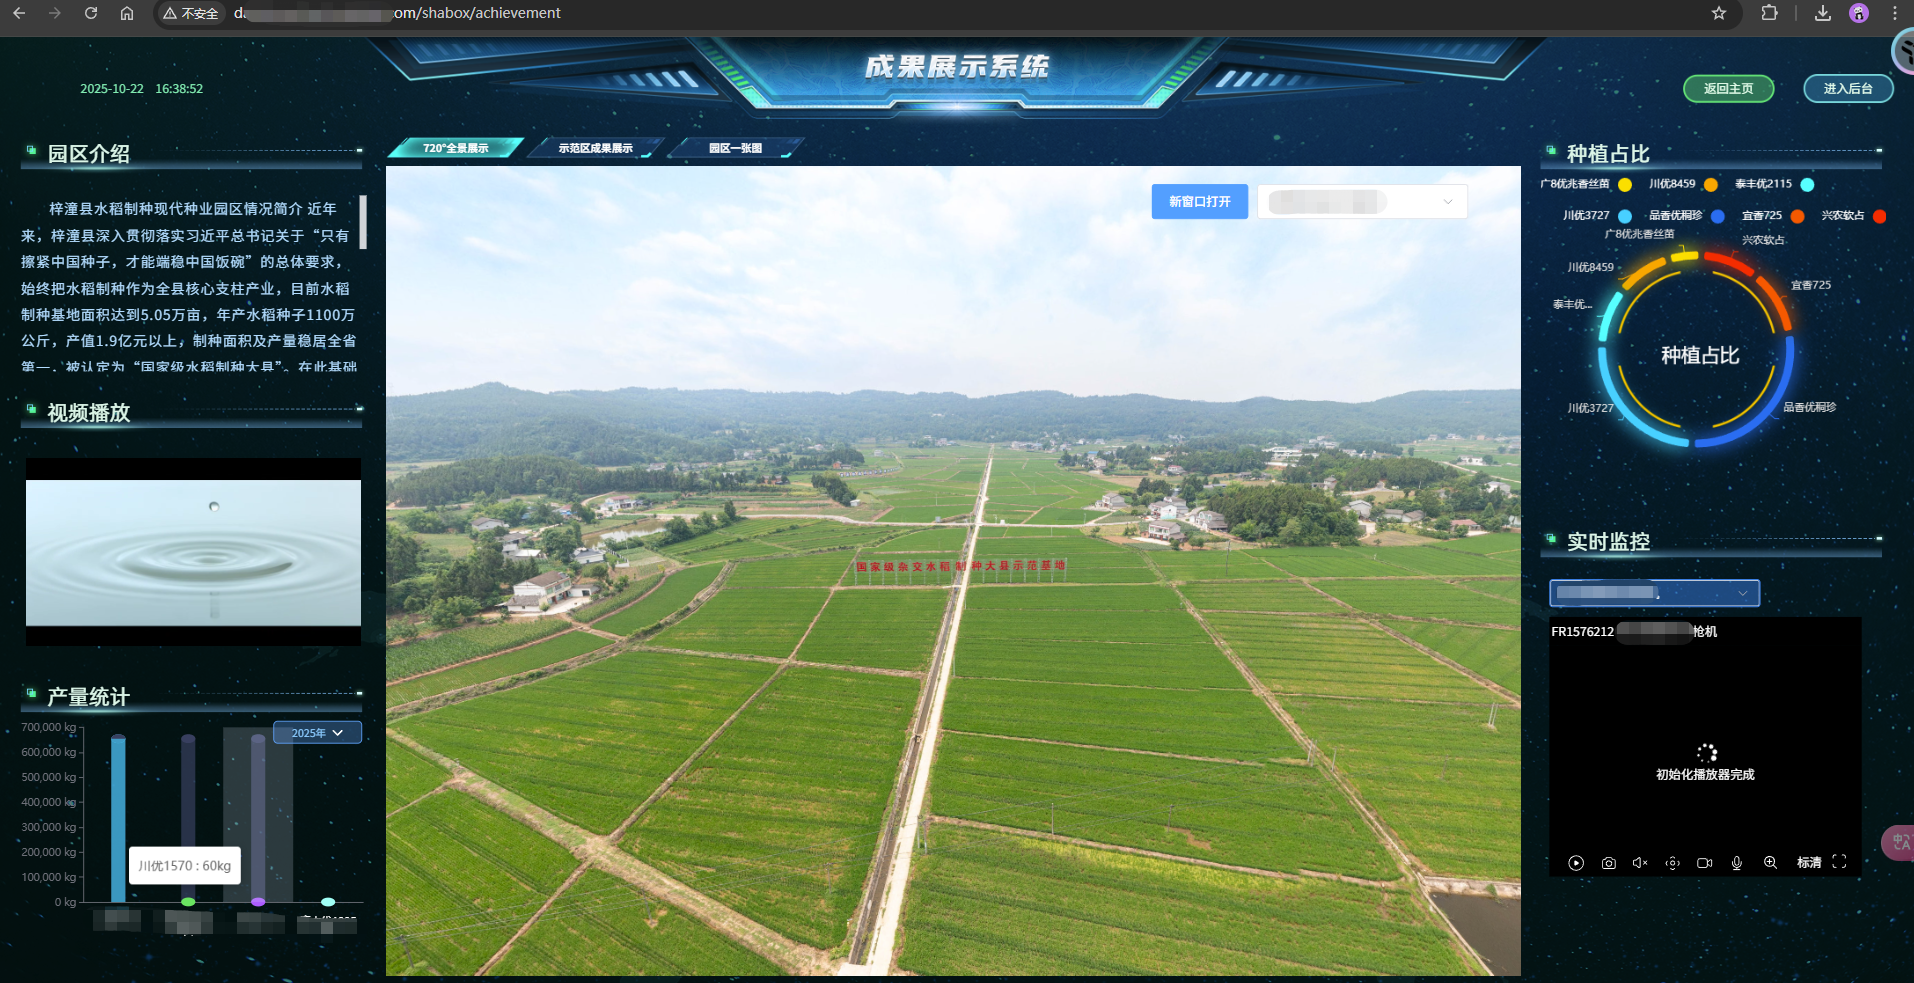 不安全
om/shabox/achievement
成果展示系统
2025-10-22 16:38:52
返回主页
进入后台
园区介绍
梓潼县水稻制种现代种业园区情况简介 近年
来，梓潼县深入贯彻落实习近平总书记关于“只有
攥紧中国种子，才能端稳中国饭碗”的总体要求，
始终把水稻制种作为全县核心支柱产业，目前水稻
制种基地面积达到5.05万亩，年产水稻种子1100万
公斤，产值1.9亿元以上，制种面积及产量稳居全省
第一，被认定为“国家级水稻制种大县”。在此基础
视频播放
产量统计
2025年
700,000 kg
600,000 kg
500,000 kg
400,000 kg
300,000 kg
200,000 kg
100,000 kg
0 kg
川优1570 : 60kg
720°全景展示
示范区成果展示
园区一张图
新窗口打开
国家级杂交水稻制种大县示范基地
种植占比
广8优兆香丝苗
川优8459
泰丰优2115
川优3727
品香优秱珍
宜香725
兴农软占
广8优兆香丝苗
兴农软占
川优8459
宜香725
泰丰优...
种植占比
川优3727
品香优秱珍
实时监控
FR1576212
枪机
初始化播放器完成
标清